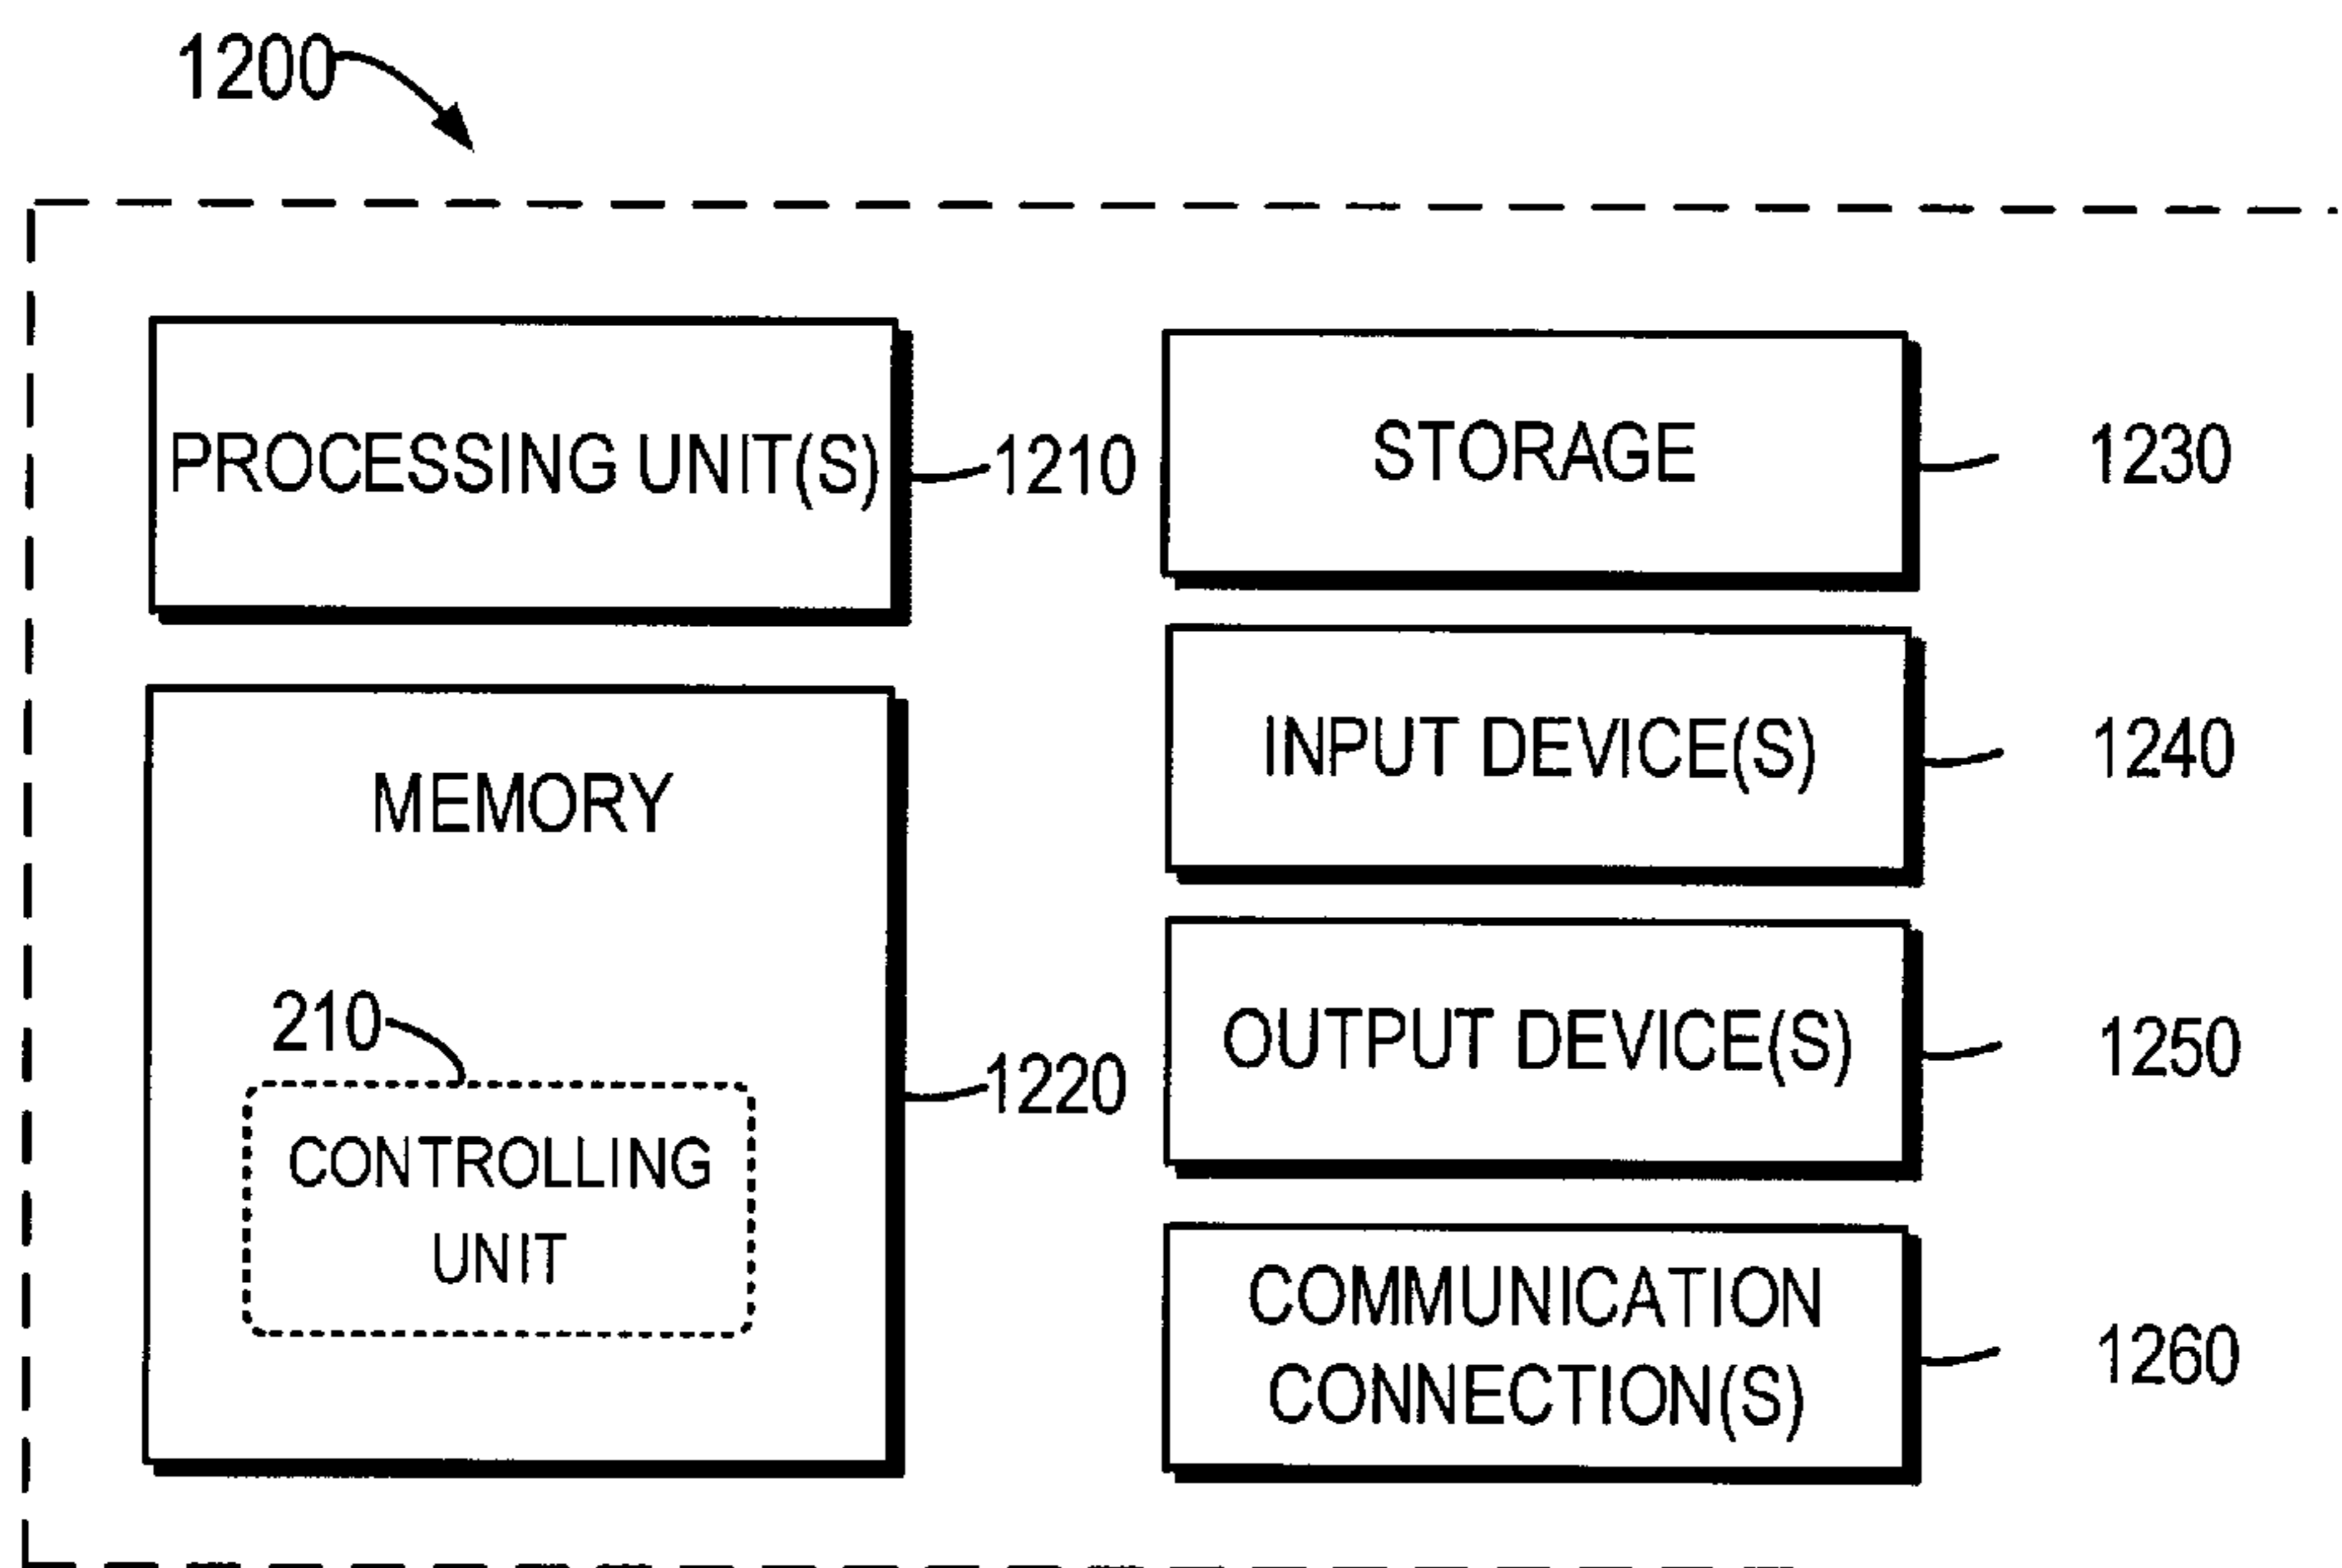 1200
PROCESSING UNIT(S)
1210
MEMORY
210
CONTROLLING
UNIT
1220
STORAGE
1230
INPUT DEVICE(S)
1240
OUTPUT DEVICE(S)
1250
COMMUNICATION
CONNECTION(S)
1260